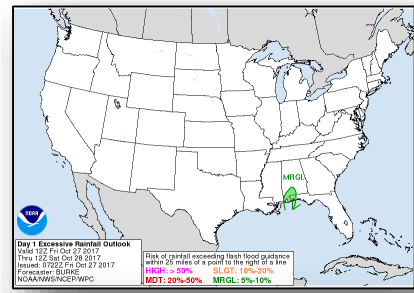 MRGL
NOAA
Day 1 Excessive Rainfall Outlook
Valid 12Z Fri Oct 27 2017
Thru 12Z Sat Oct 28 2017
Issued: 0722Z Fri Oct 27 2017
Forecaster: BURKE
NOAA/NWS/NCEP/WPC
Risk of rainfall exceeding flash flood guidance
within 25 miles of a point to the right of a line
HIGH: > 50% SLGT: 10%-20%
MDT: 20%-50% MRGL: 5%-10%